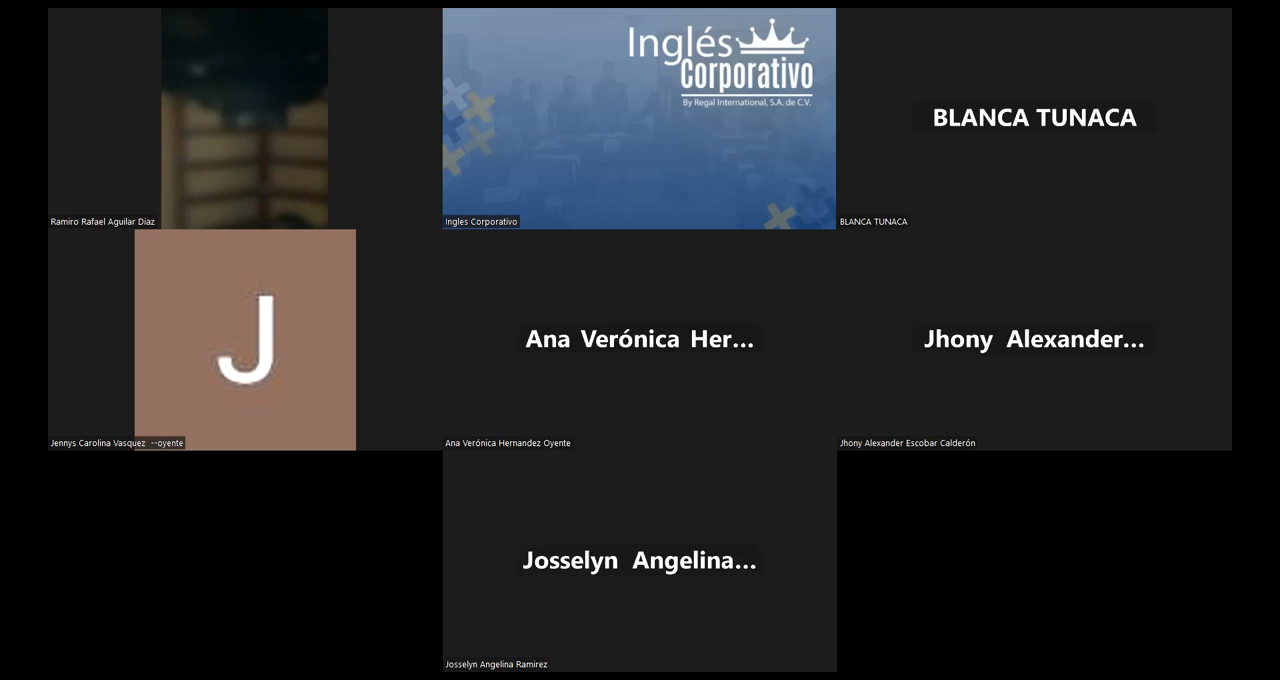 Inglés
Corporativo
By Regal International, S.A. de C.V.
BLANCA TUNACA
Ramiro Rafael Aguilar Diaz
Ingles Corporativo
BLANCA TUNACA
J
Ana Verónica Her...
Jhony Alexander...
Jennys Carolina Vasquez --oyente
Ana Verónica Hernandez Oyente
Jhony Alexander Escobar Calderón
Josselyn Angelina...
Josselyn Angelina Ramirez